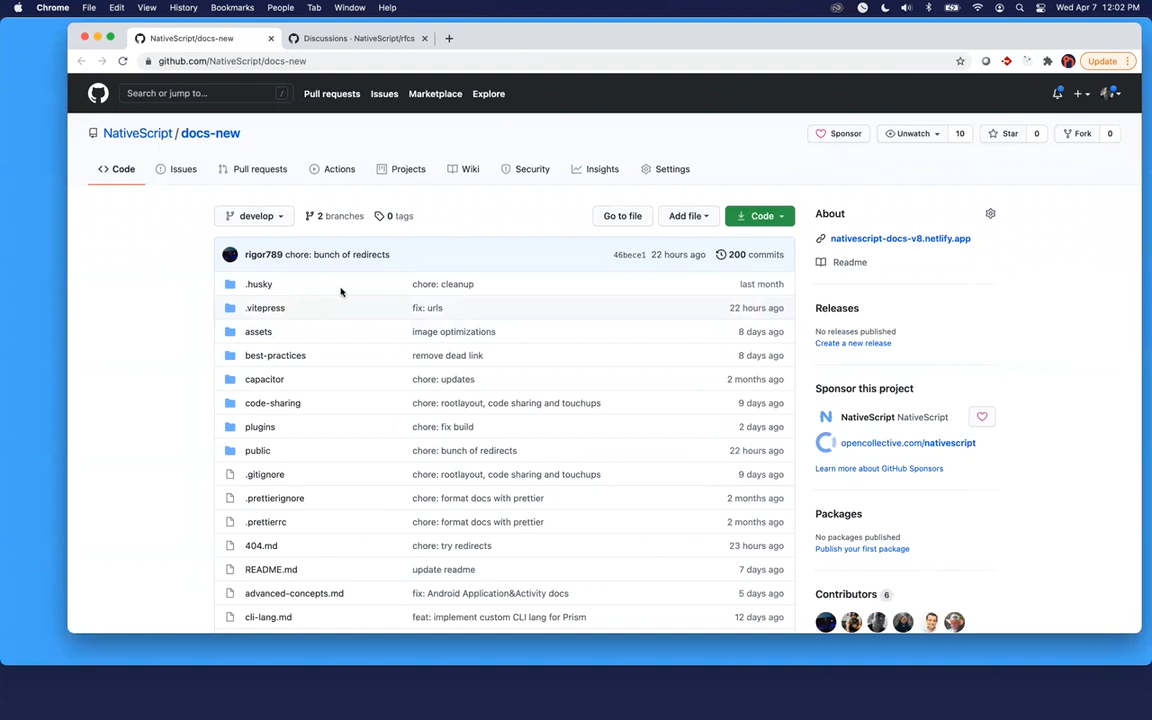 Chrome File Edit View History Bookmarks People Tab Window Help Wed Apr 7 12:02 PM
NativeScript/docs-new Discussions · NativeScript/rfcs
github.com/NativeScript/docs-new Update
Search or jump to... / Pull requests Issues Marketplace Explore
NativeScript / docs-new Sponsor Unwatch 10 Star 0 Fork 0
Code Issues Pull requests Actions Projects Wiki Security Insights Settings
develop 2 branches 0 tags Go to file Add file Code
rigor789 chore: bunch of redirects 46bece1 22 hours ago 200 commits
.husky chore: cleanup last month
.vitepress fix: urls 22 hours ago
assets image optimizations 8 days ago
best-practices remove dead link 8 days ago
capacitor chore: updates 2 months ago
code-sharing chore: rootlayout, code sharing and touchups 9 days ago
plugins chore: fix build 2 days ago
public chore: bunch of redirects 22 hours ago
.gitignore chore: rootlayout, code sharing and touchups 9 days ago
.prettierignore chore: format docs with prettier 2 months ago
.prettierrc chore: format docs with prettier 2 months ago
404.md chore: try redirects 23 hours ago
README.md update readme 7 days ago
advanced-concepts.md fix: Android Application&Activity docs 5 days ago
cli-lang.md feat: implement custom CLI lang for Prism 12 days ago
About
nativescript-docs-v8.netlify.app
Readme
Releases
No releases published
Create a new release
Sponsor this project
NativeScript NativeScript
opencollective.com/nativescript
Learn more about GitHub Sponsors
Packages
No packages published
Publish your first package
Contributors 6